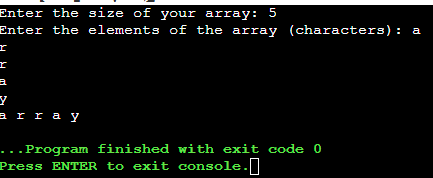 Enter the size of your array: 5
Enter the elements of the array (characters): a
r
r
a
y
a r r a y
...Program finished with exit code 0
Press ENTER to exit console.